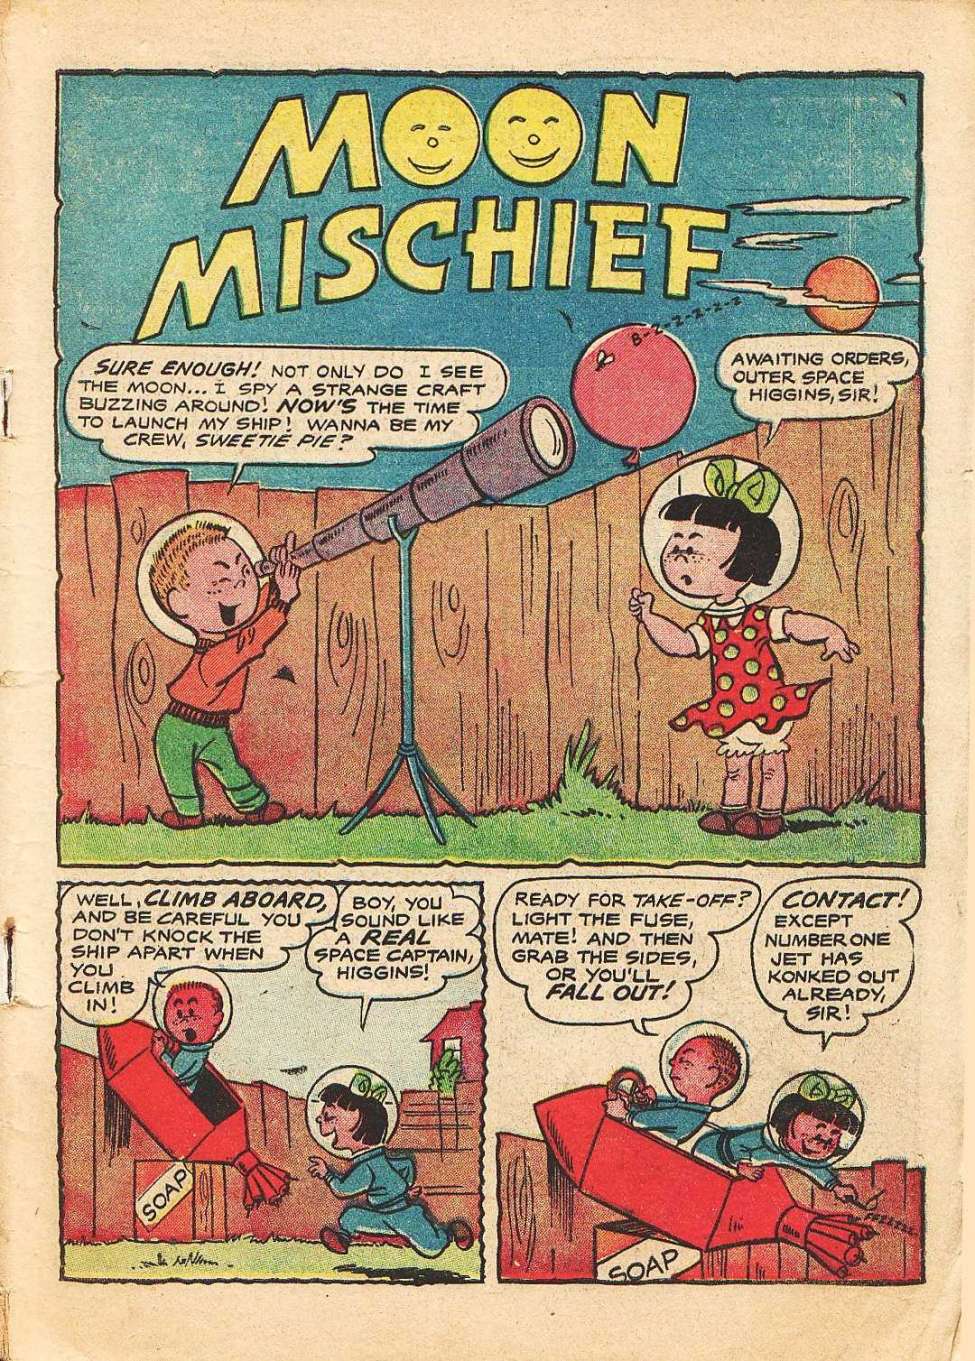 MOON
MISCHIEF
B-Z-Z-Z-Z-Z-Z
SURE ENOUGH! NOT ONLY DO I SEE
THE MOON... I SPY A STRANGE CRAFT
BUZZING AROUND! NOW'S THE TIME
TO LAUNCH MY SHIP! WANNA BE MY
CREW, SWEETIE PIE?
AWAITING ORDERS,
OUTER SPACE
HIGGINS, SIR!
WELL, CLIMB ABOARD,
AND BE CAREFUL YOU
DON'T KNOCK THE
SHIP APART WHEN
YOU
CLIMB
IN!
BOY, YOU
SOUND LIKE
A REAL
SPACE CAPTAIN,
HIGGINS!
SOAP
READY FOR TAKE-OFF?
LIGHT THE FUSE,
MATE! AND THEN
GRAB THE SIDES,
OR YOU'LL
FALL OUT!
CONTACT!
EXCEPT
NUMBER ONE
JET HAS
KONKED OUT
ALREADY,
SIR!
SOAP